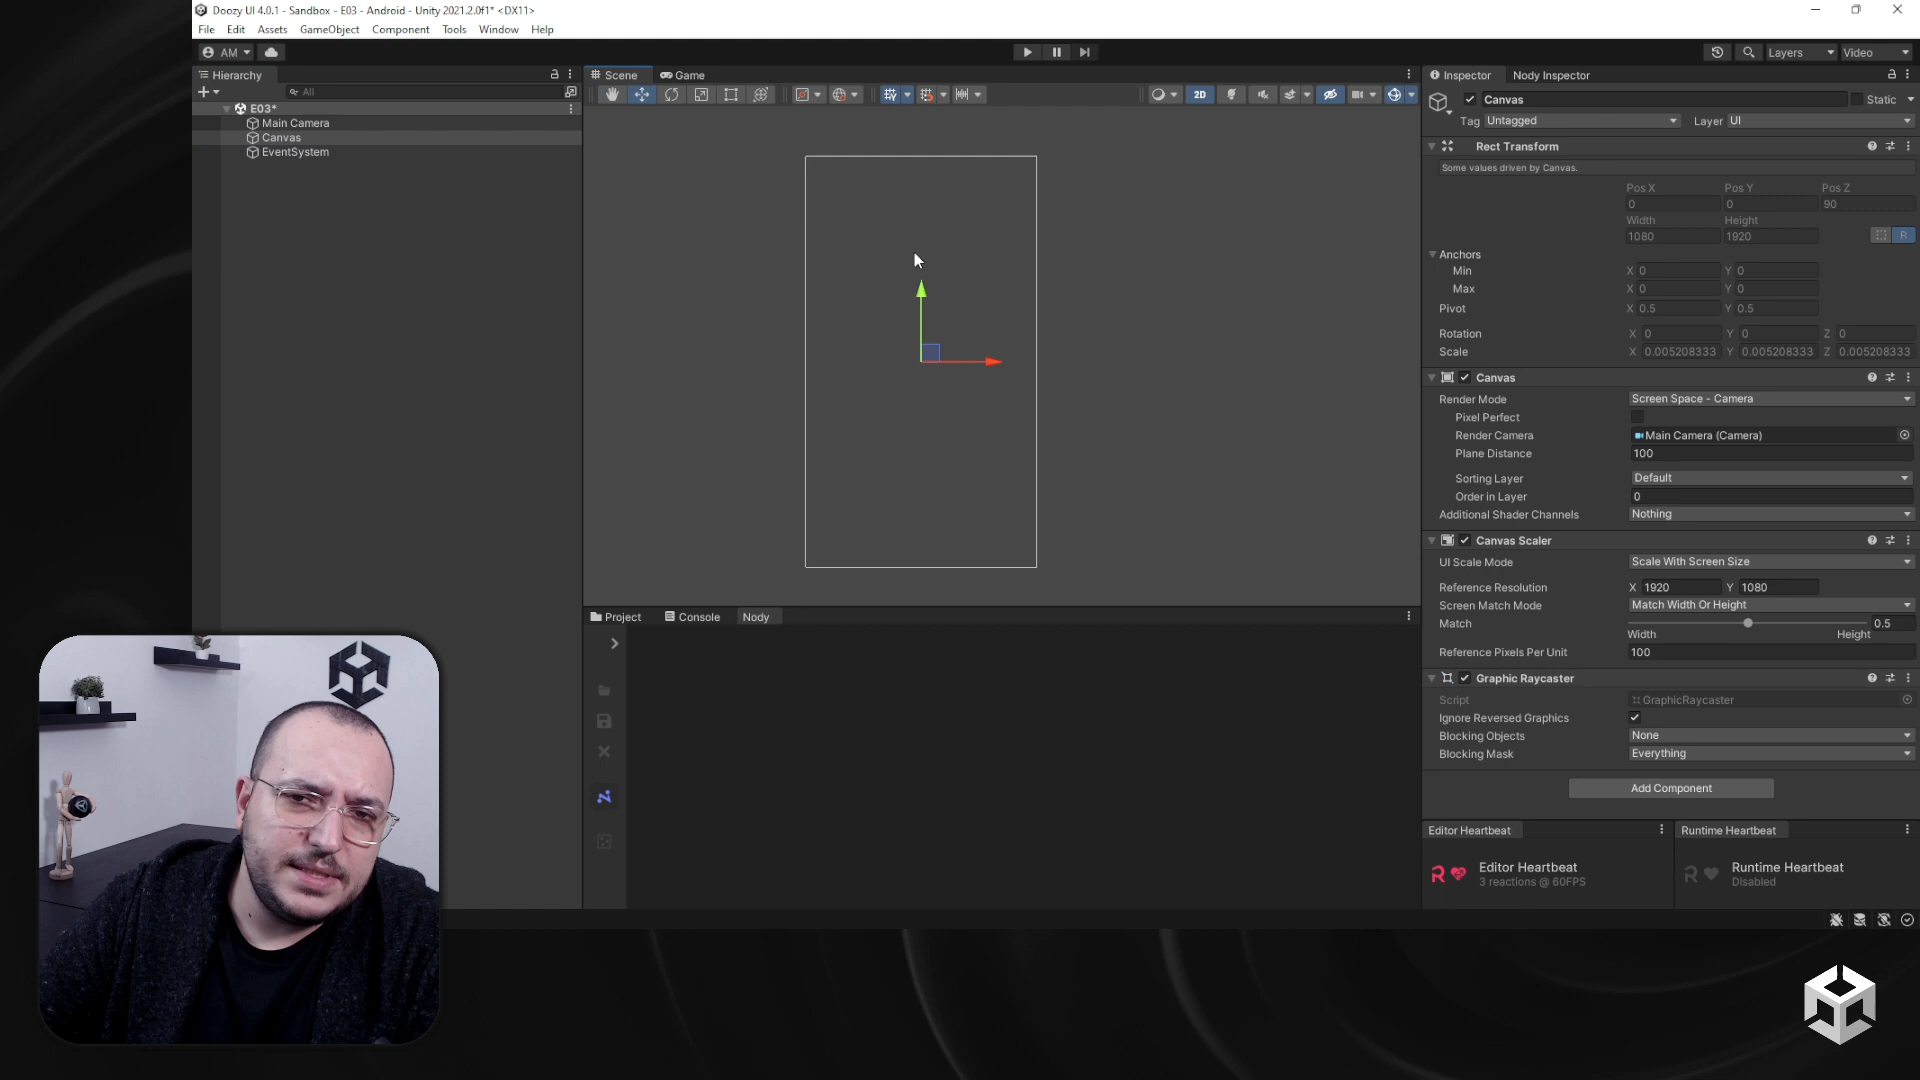 Doozy UI 4.0.1 - Sandbox - E03 - Android - Unity 2021.2.0f1* <DX11>
File Edit Assets GameObject Component Tools Window Help
AM Layers Video
Hierarchy
All
E03*
Main Camera
Canvas
EventSystem
Scene Game
2D
Inspector Node Inspector
Canvas Static
Tag Untagged Layer UI
Rect Transform
Some values driven by Canvas.
Pos X Pos Y Pos Z
0 0 90
Width Height
1080 1920 R
Anchors
Min X 0 Y 0
Max X 0 Y 0
Pivot X 0.5 Y 0.5
Rotation X 0 Y 0 Z 0
Scale X 0.005208333 Y 0.005208333 Z 0.005208333
Canvas
Render Mode Screen Space - Camera
Pixel Perfect
Render Camera Main Camera (Camera)
Plane Distance 100
Sorting Layer Default
Order in Layer 0
Additional Shader Channels Nothing
Canvas Scaler
UI Scale Mode Scale With Screen Size
Reference Resolution X 1920 Y 1080
Screen Match Mode Match Width Or Height
Match 0.5
Width Height
Reference Pixels Per Unit 100
Graphic Raycaster
Script GraphicRaycaster
Ignore Reversed Graphics
Blocking Objects None
Blocking Mask Everything
Add Component
Project Console Nody
Editor Heartbeat Runtime Heartbeat
R Editor Heartbeat
3 reactions @ 60FPS
R Runtime Heartbeat
Disabled